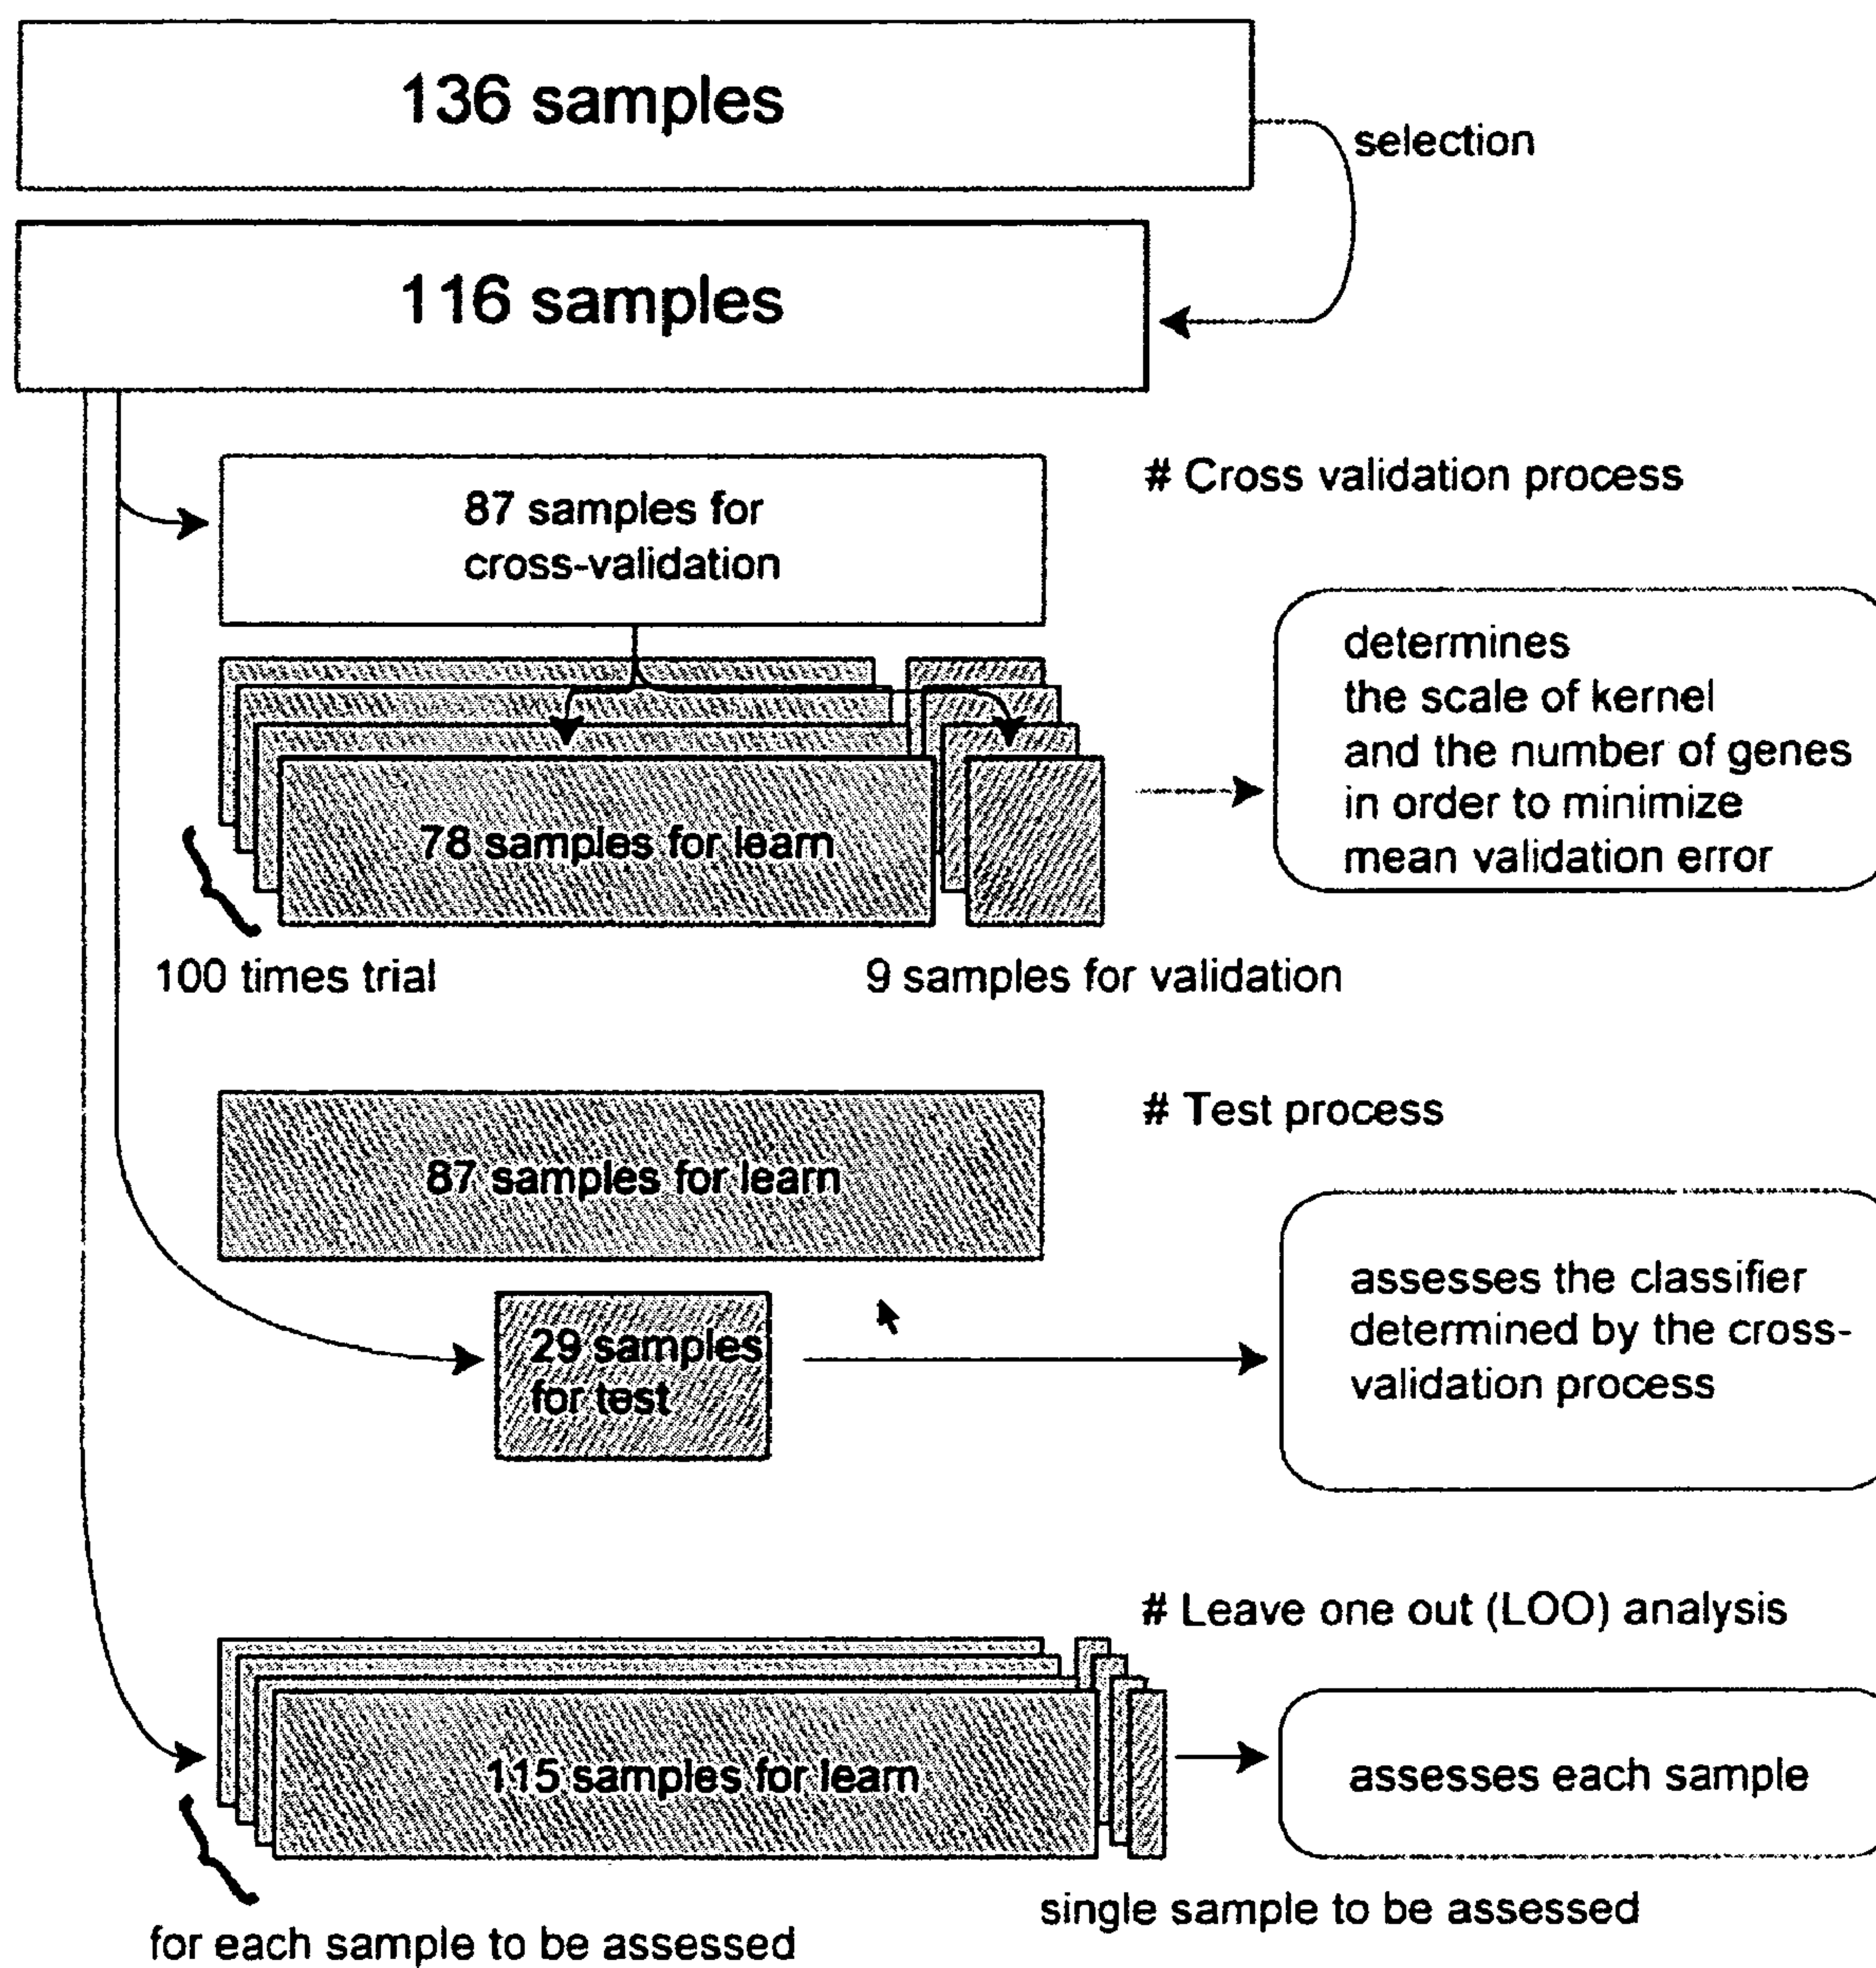 136 samples
selection
116 samples
# Cross validation process
87 samples for
cross-validation
determines
the scale of kernel
and the number of genes
in order to minimize
mean validation error
78 samples for learn
100 times trial
9 samples for validation
# Test process
87 samples for learn
29 samples
for test
assesses the classifier
determined by the cross-
validation process
# Leave one out (LOO) analysis
115 samples for learn
assesses each sample
single sample to be assessed
for each sample to be assessed